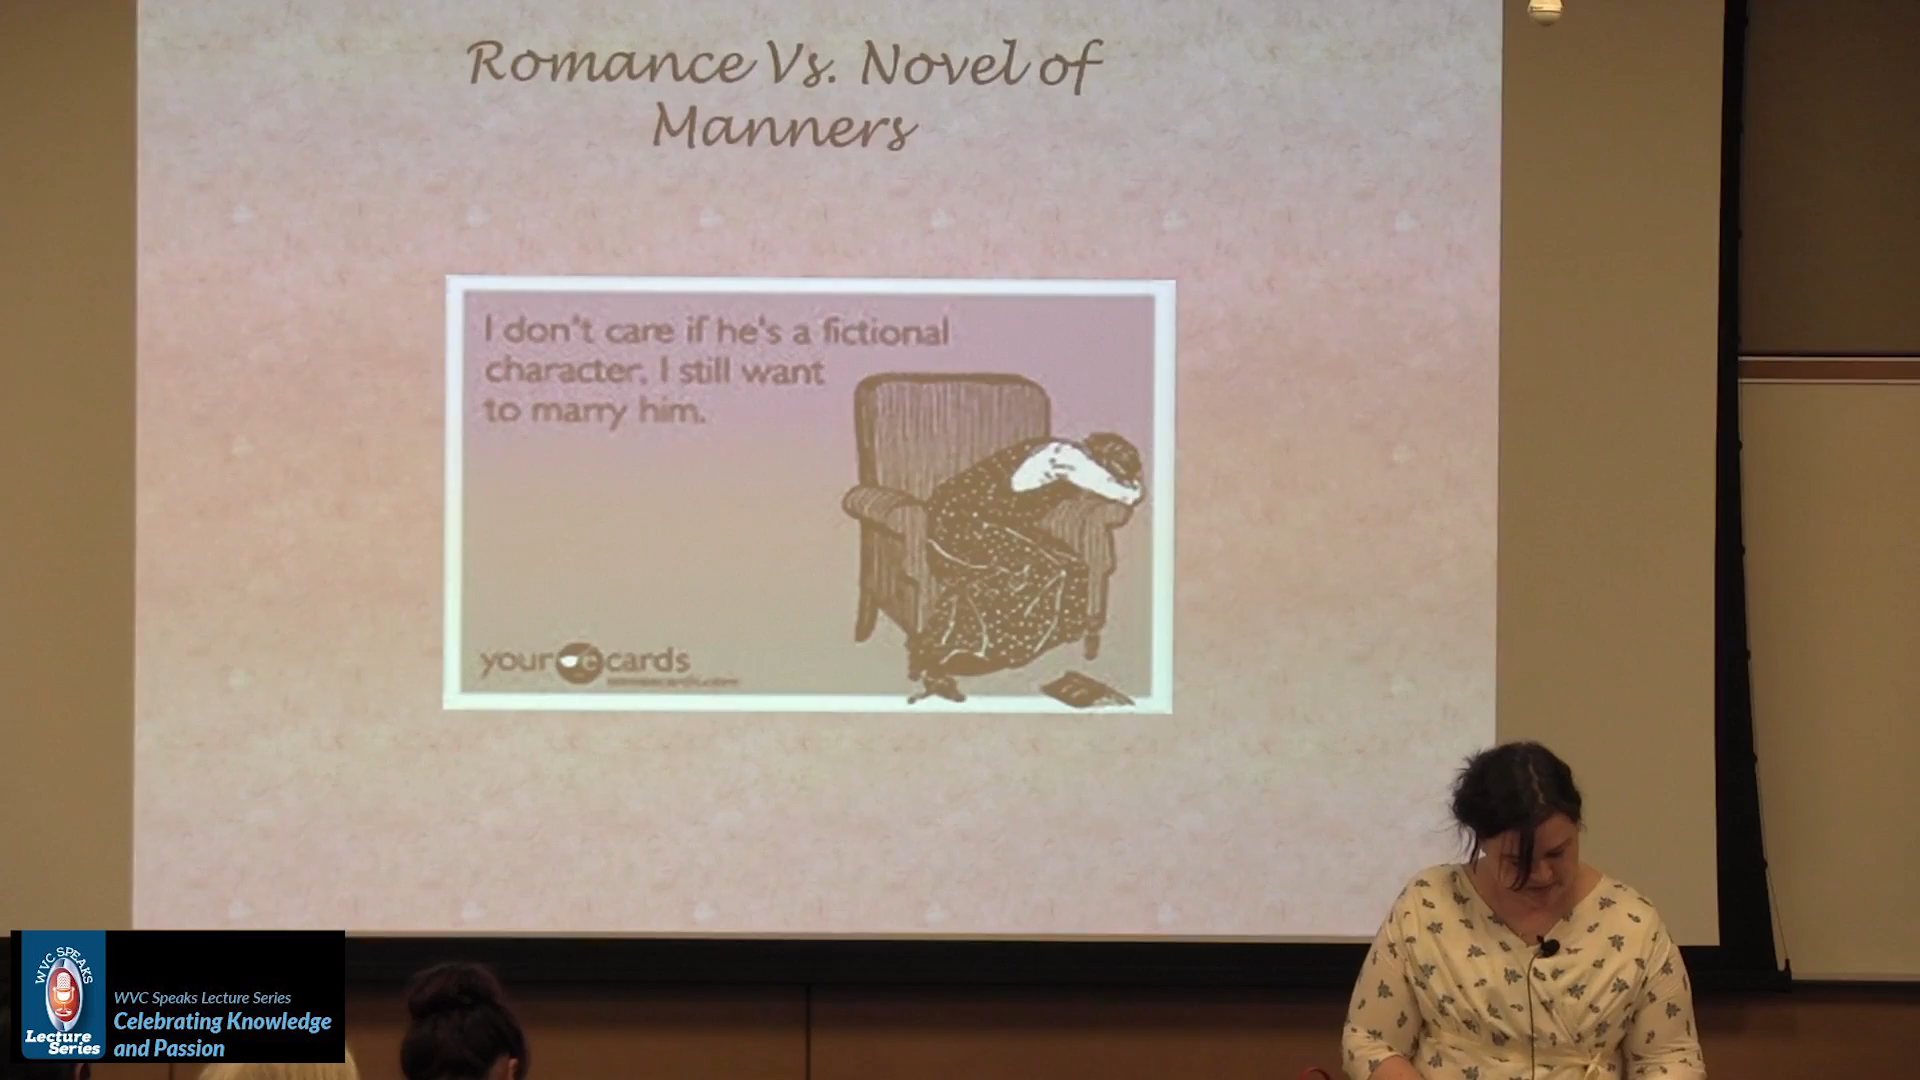 Romance Vs. Novel of
Manners
I don't care if he's a fictional
character, I still want
to marry him.
your e cards
WVC SPEAKS
Lecture
Series
WVC Speaks Lecture Series
Celebrating Knowledge
and Passion